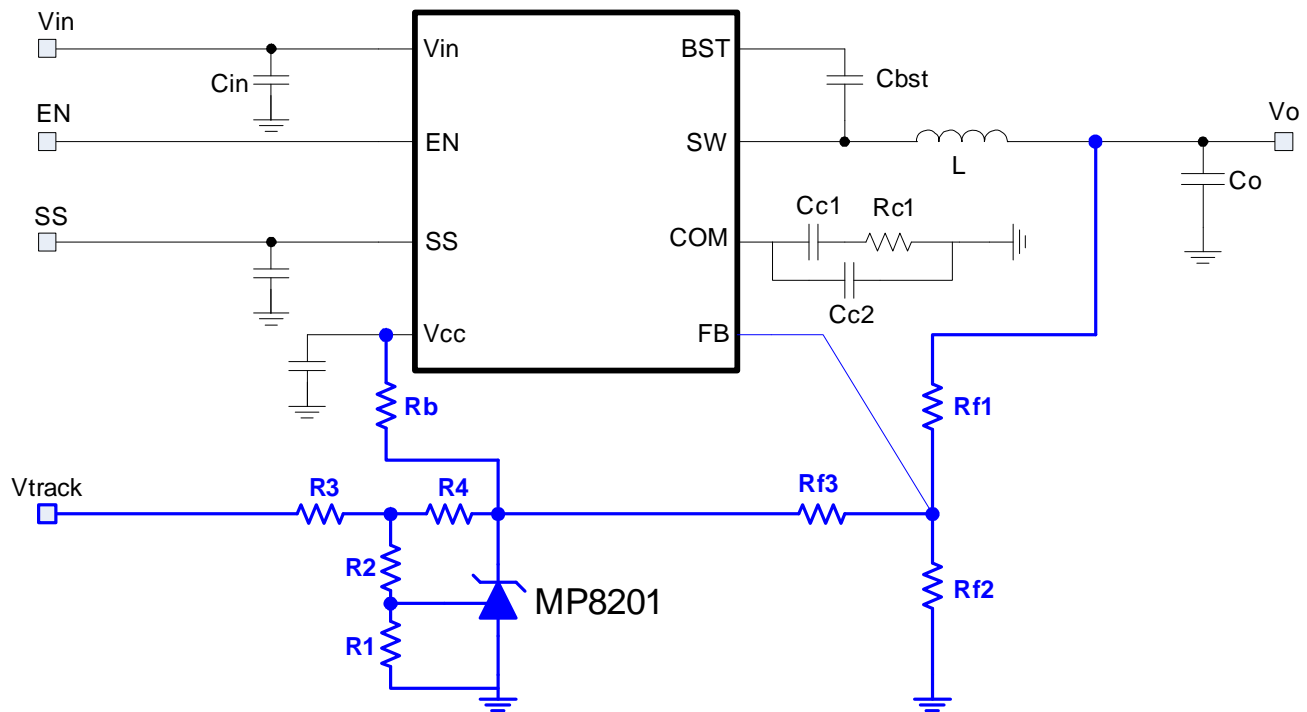 Vin
Vin
BST
Cin
Cbst
EN
EN
SW
Vo
L
Co
SS
SS
COM
Cc1
Rc1
Cc2
Vcc
FB
Rb
Rf1
Vtrack
R3
R4
Rf3
R2
MP8201
Rf2
R1